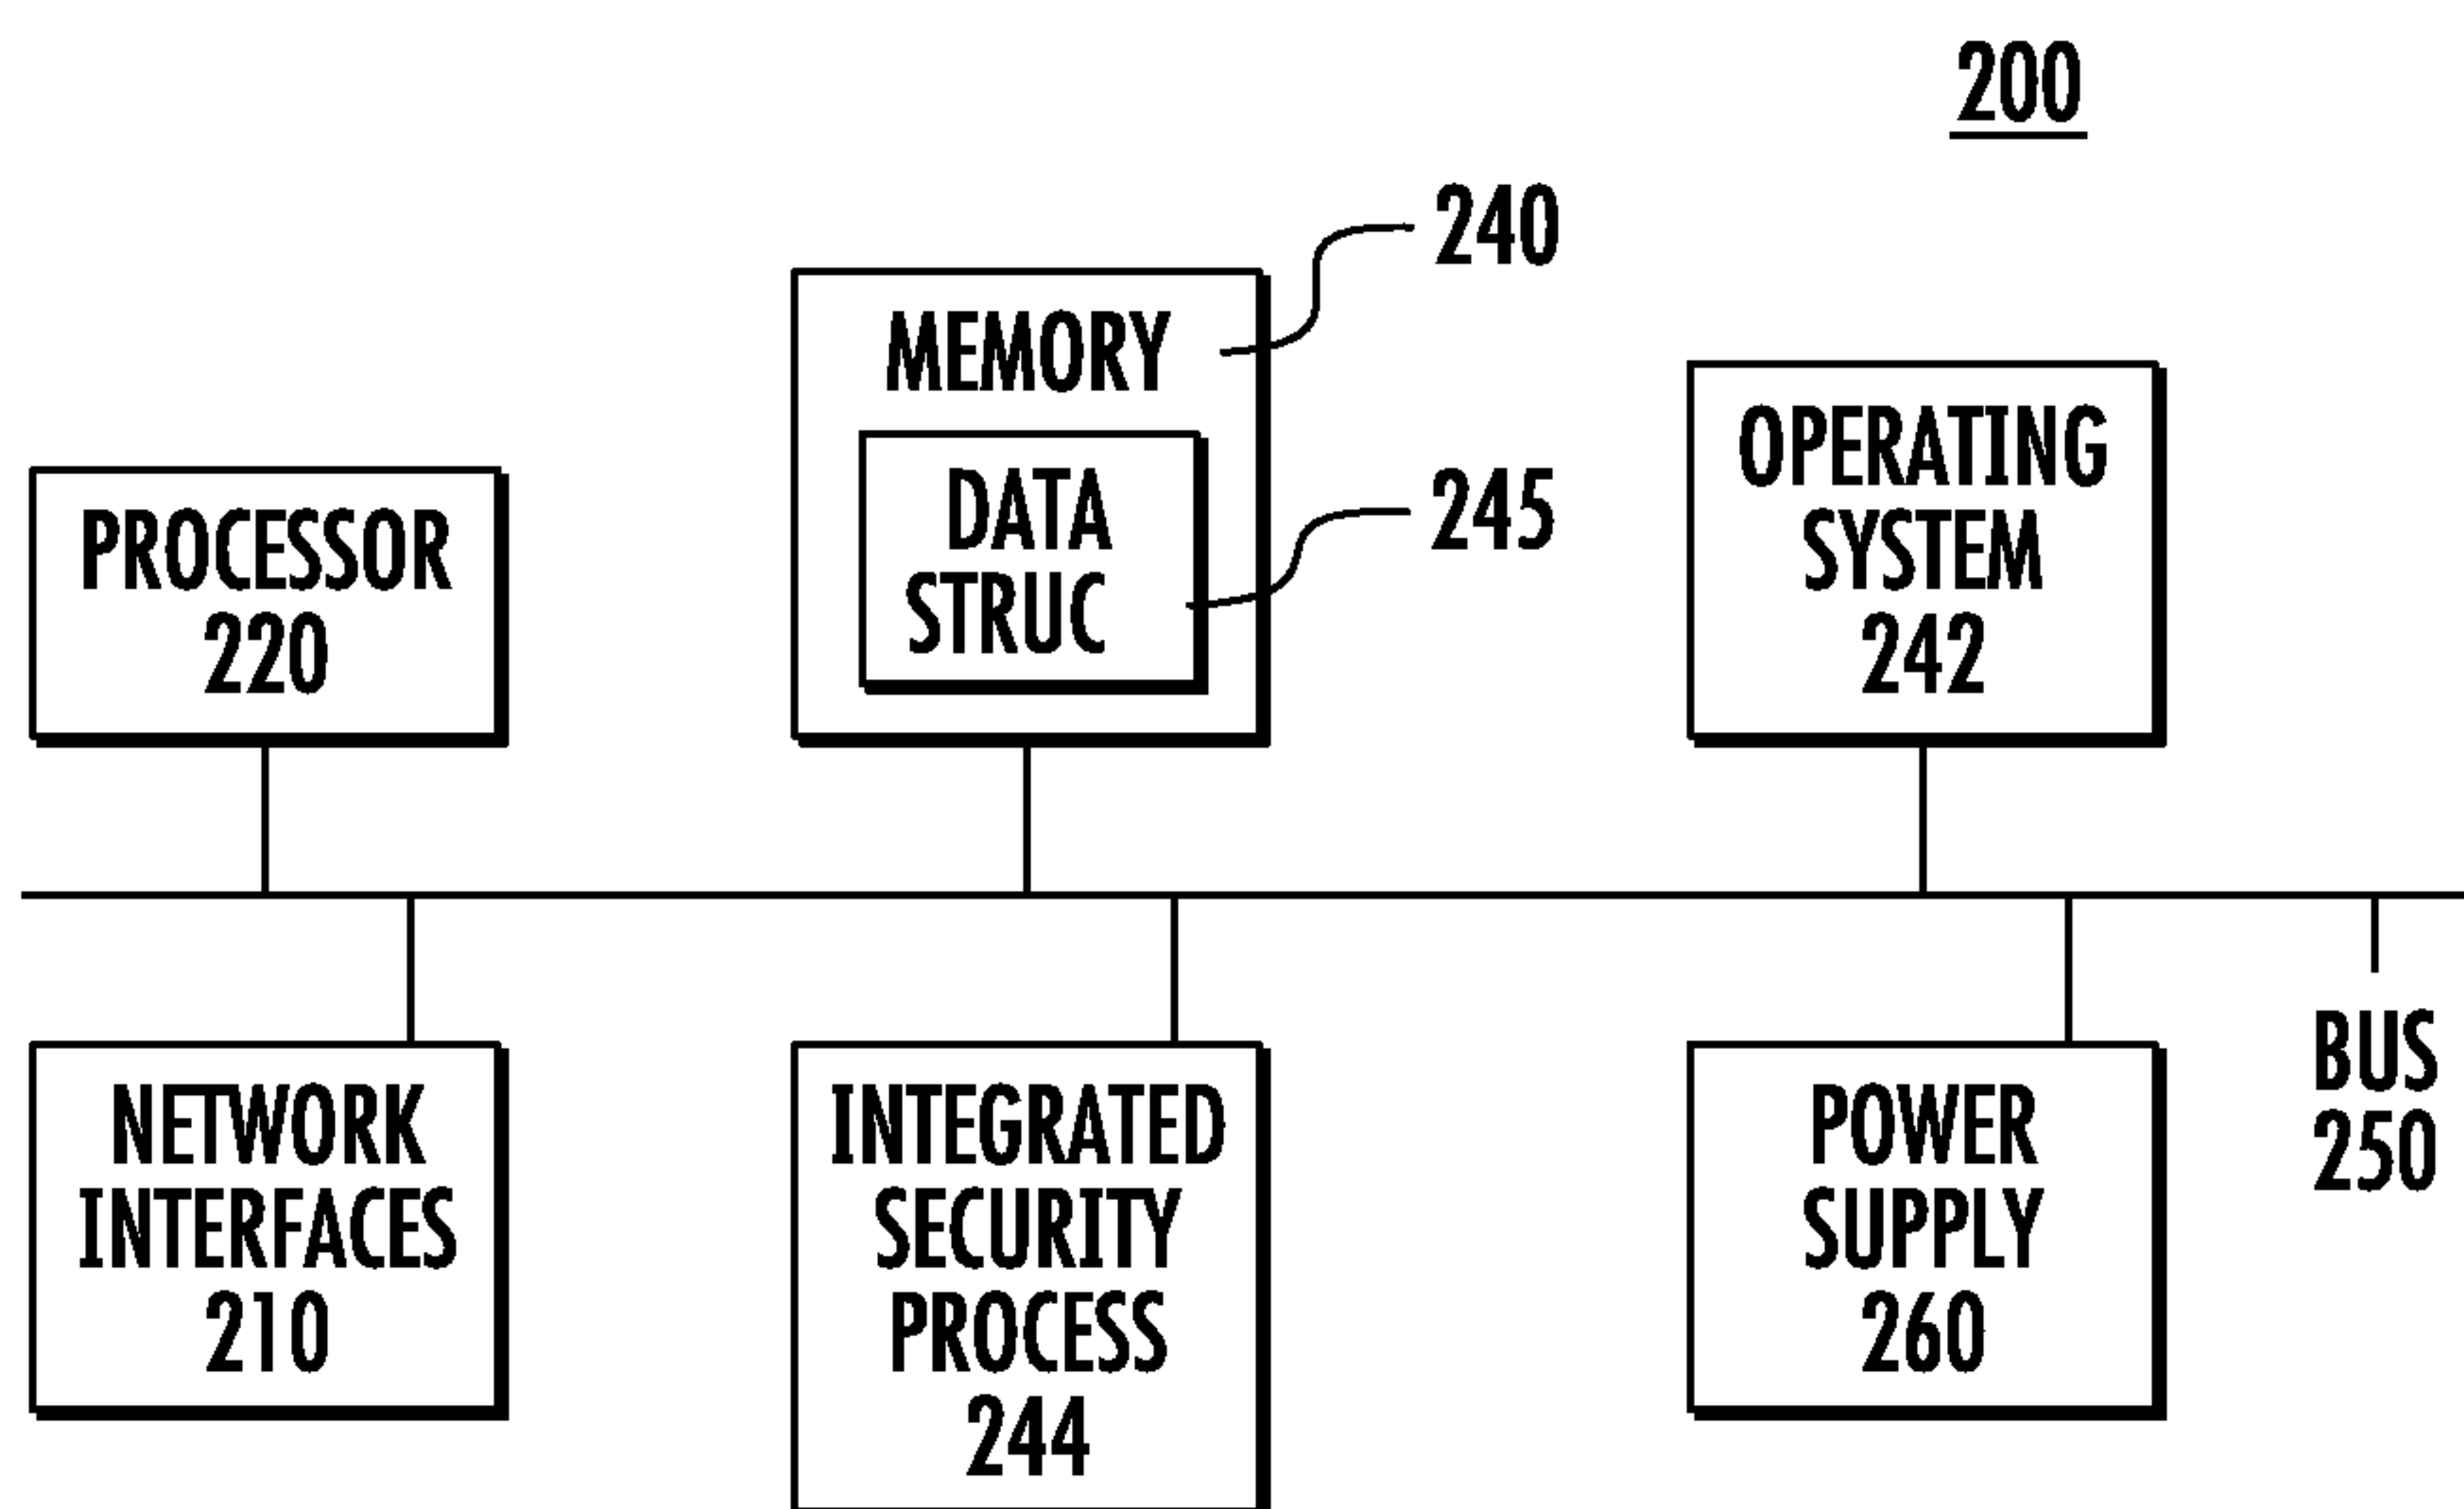 200
240
MEMORY
DATA
STRUC
245
OPERATING
SYSTEM
242
PROCESSOR
220
NETWORK
INTERFACES
210
INTEGRATED
SECURITY
PROCESS
244
POWER
SUPPLY
260
BUS
250